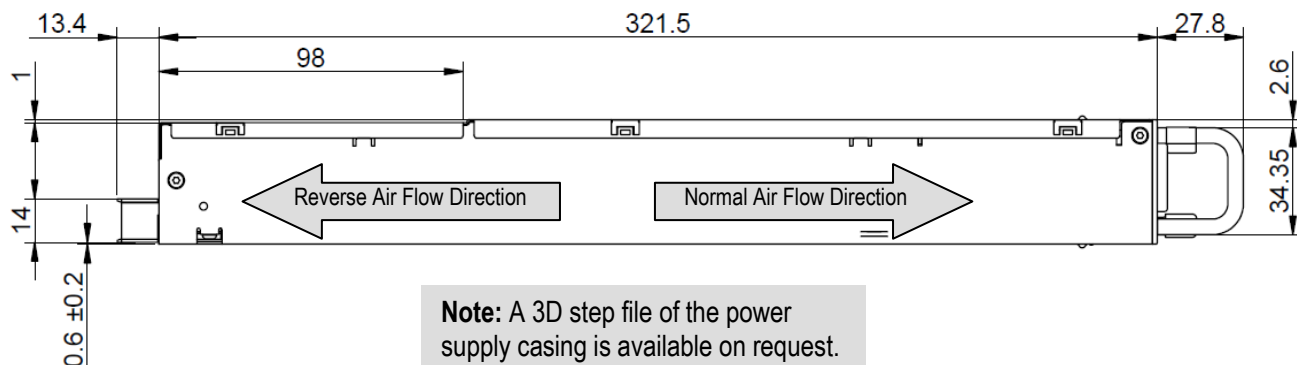 13.4
321.5
27.8
98
1
2.6
Reverse Air Flow Direction
Normal Air Flow Direction
14
34.35
0.6 ±0.2
Note: A 3D step file of the power
supply casing is available on request.